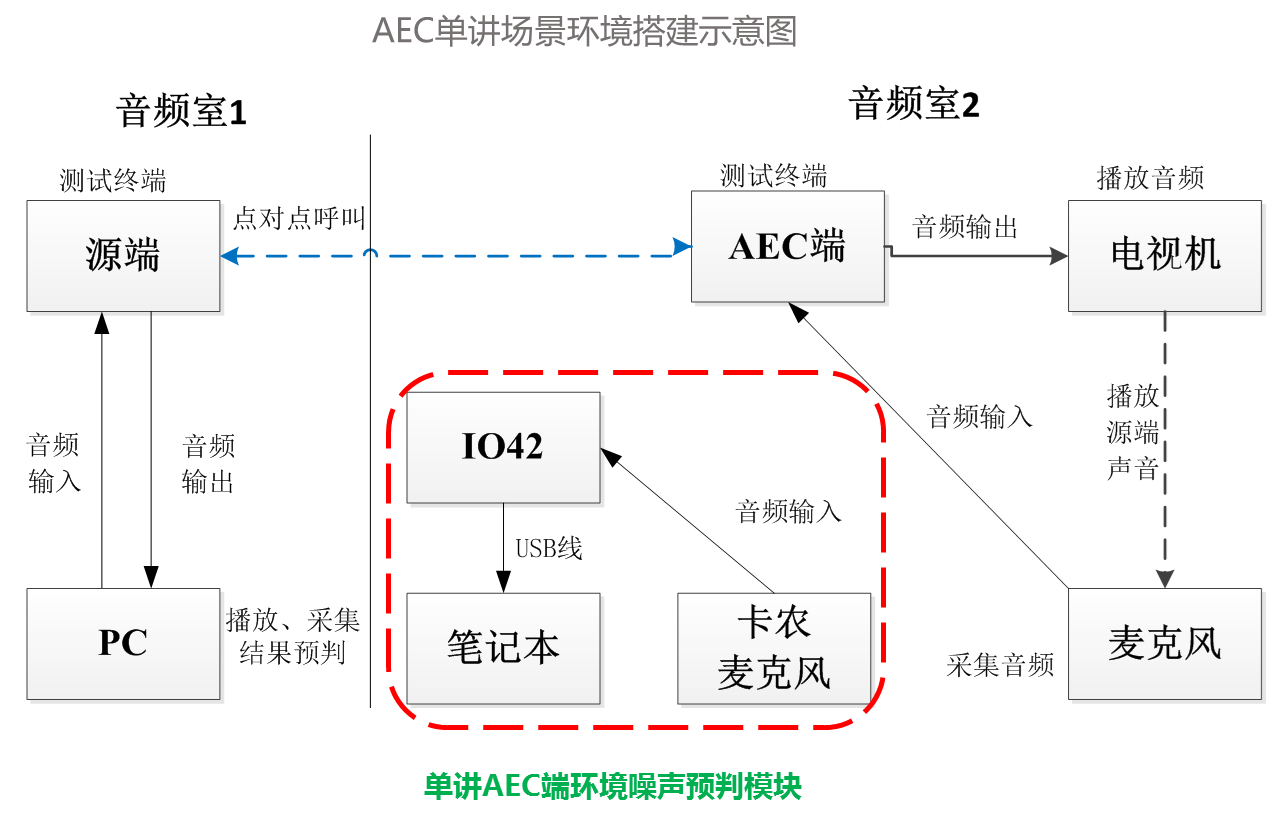 AEC单讲场景环境搭建示意图
音频室1
音频室2
测试终端
源端
点对点呼叫
测试终端
AEC端
音频输出
播放音频
电视机
音频
输入
音频
输出
IO42
音频输入
音频输入
播放
源端
声音
USB线
PC
播放、采集
结果预判
笔记本
卡农
麦克风
采集音频
麦克风
单讲AEC端环境噪声预判模块